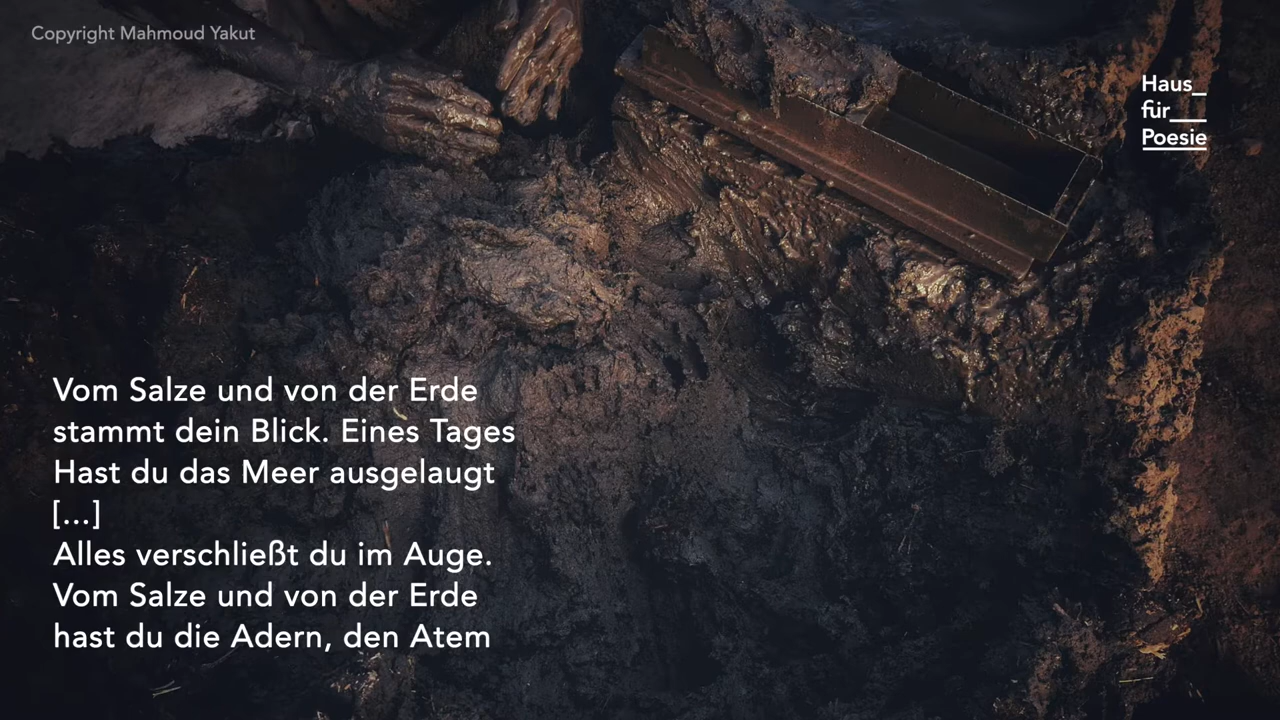 Copyright Mahmoud Yakut
Haus_
für__
Poesie
Vom Salze und von der Erde
stammt dein Blick. Eines Tages
Hast du das Meer ausgelaugt
[...]
Alles verschließt du im Auge.
Vom Salze und von der Erde
hast du die Adern, den Atem